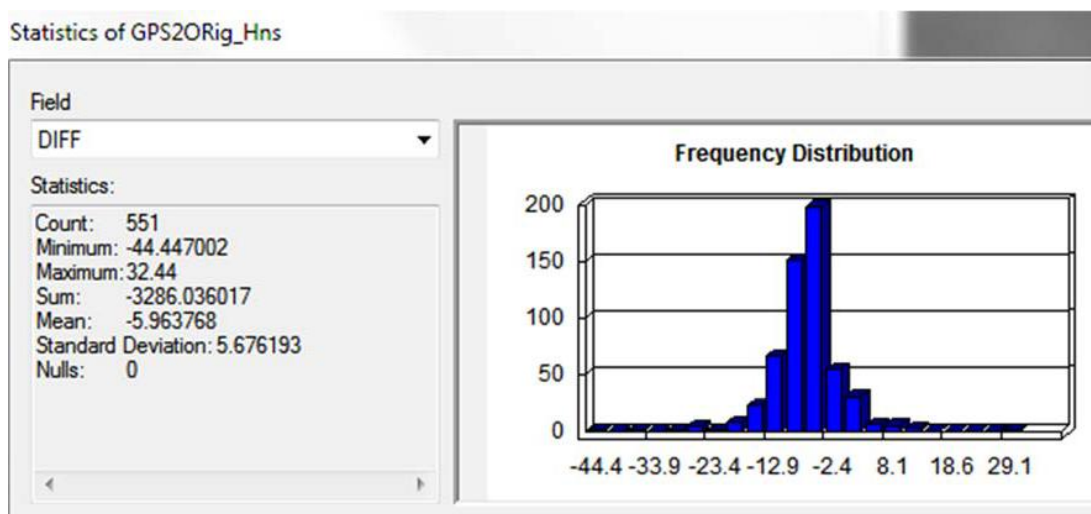 Statistics of GPS2ORig_Hns
Field
DIFF
Statistics:
Count: 551
Minimum: -44.447002
Maximum: 32.44
Sum: -3286.036017
Mean: -5.963768
Standard Deviation: 5.676193
Nulls: 0
Frequency Distribution
200
150
100
50
0
-44.4 -33.9 -23.4 -12.9 -2.4 8.1 18.6 29.1